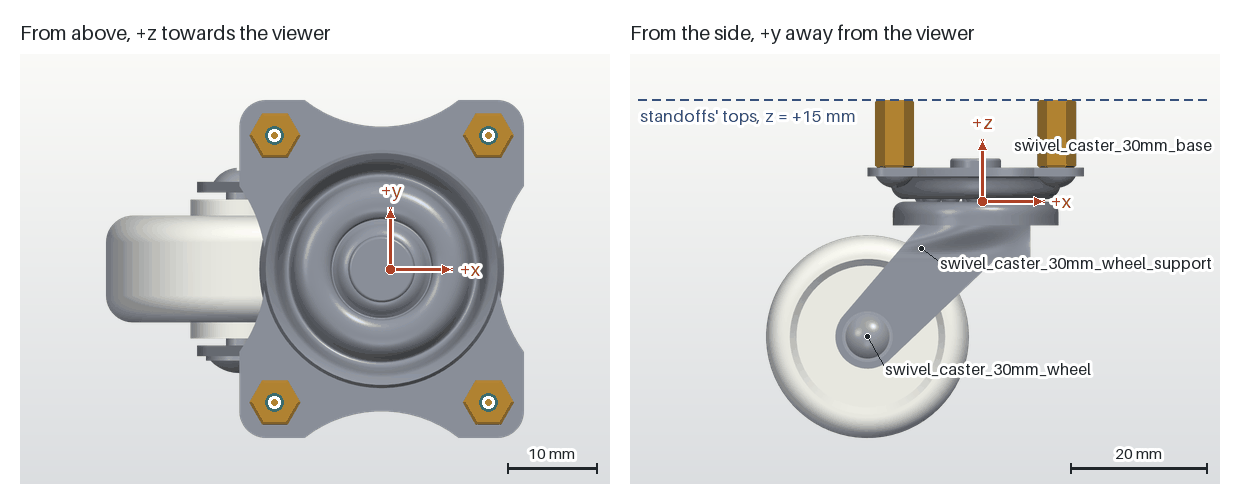 From above, +z towards the viewer
From the side, +y away from the viewer
+y
+x
10 mm
standoffs' tops, z = +15 mm
+z
swivel_caster_30mm_base
+x
swivel_caster_30mm_wheel_support
swivel_caster_30mm_wheel
20 mm